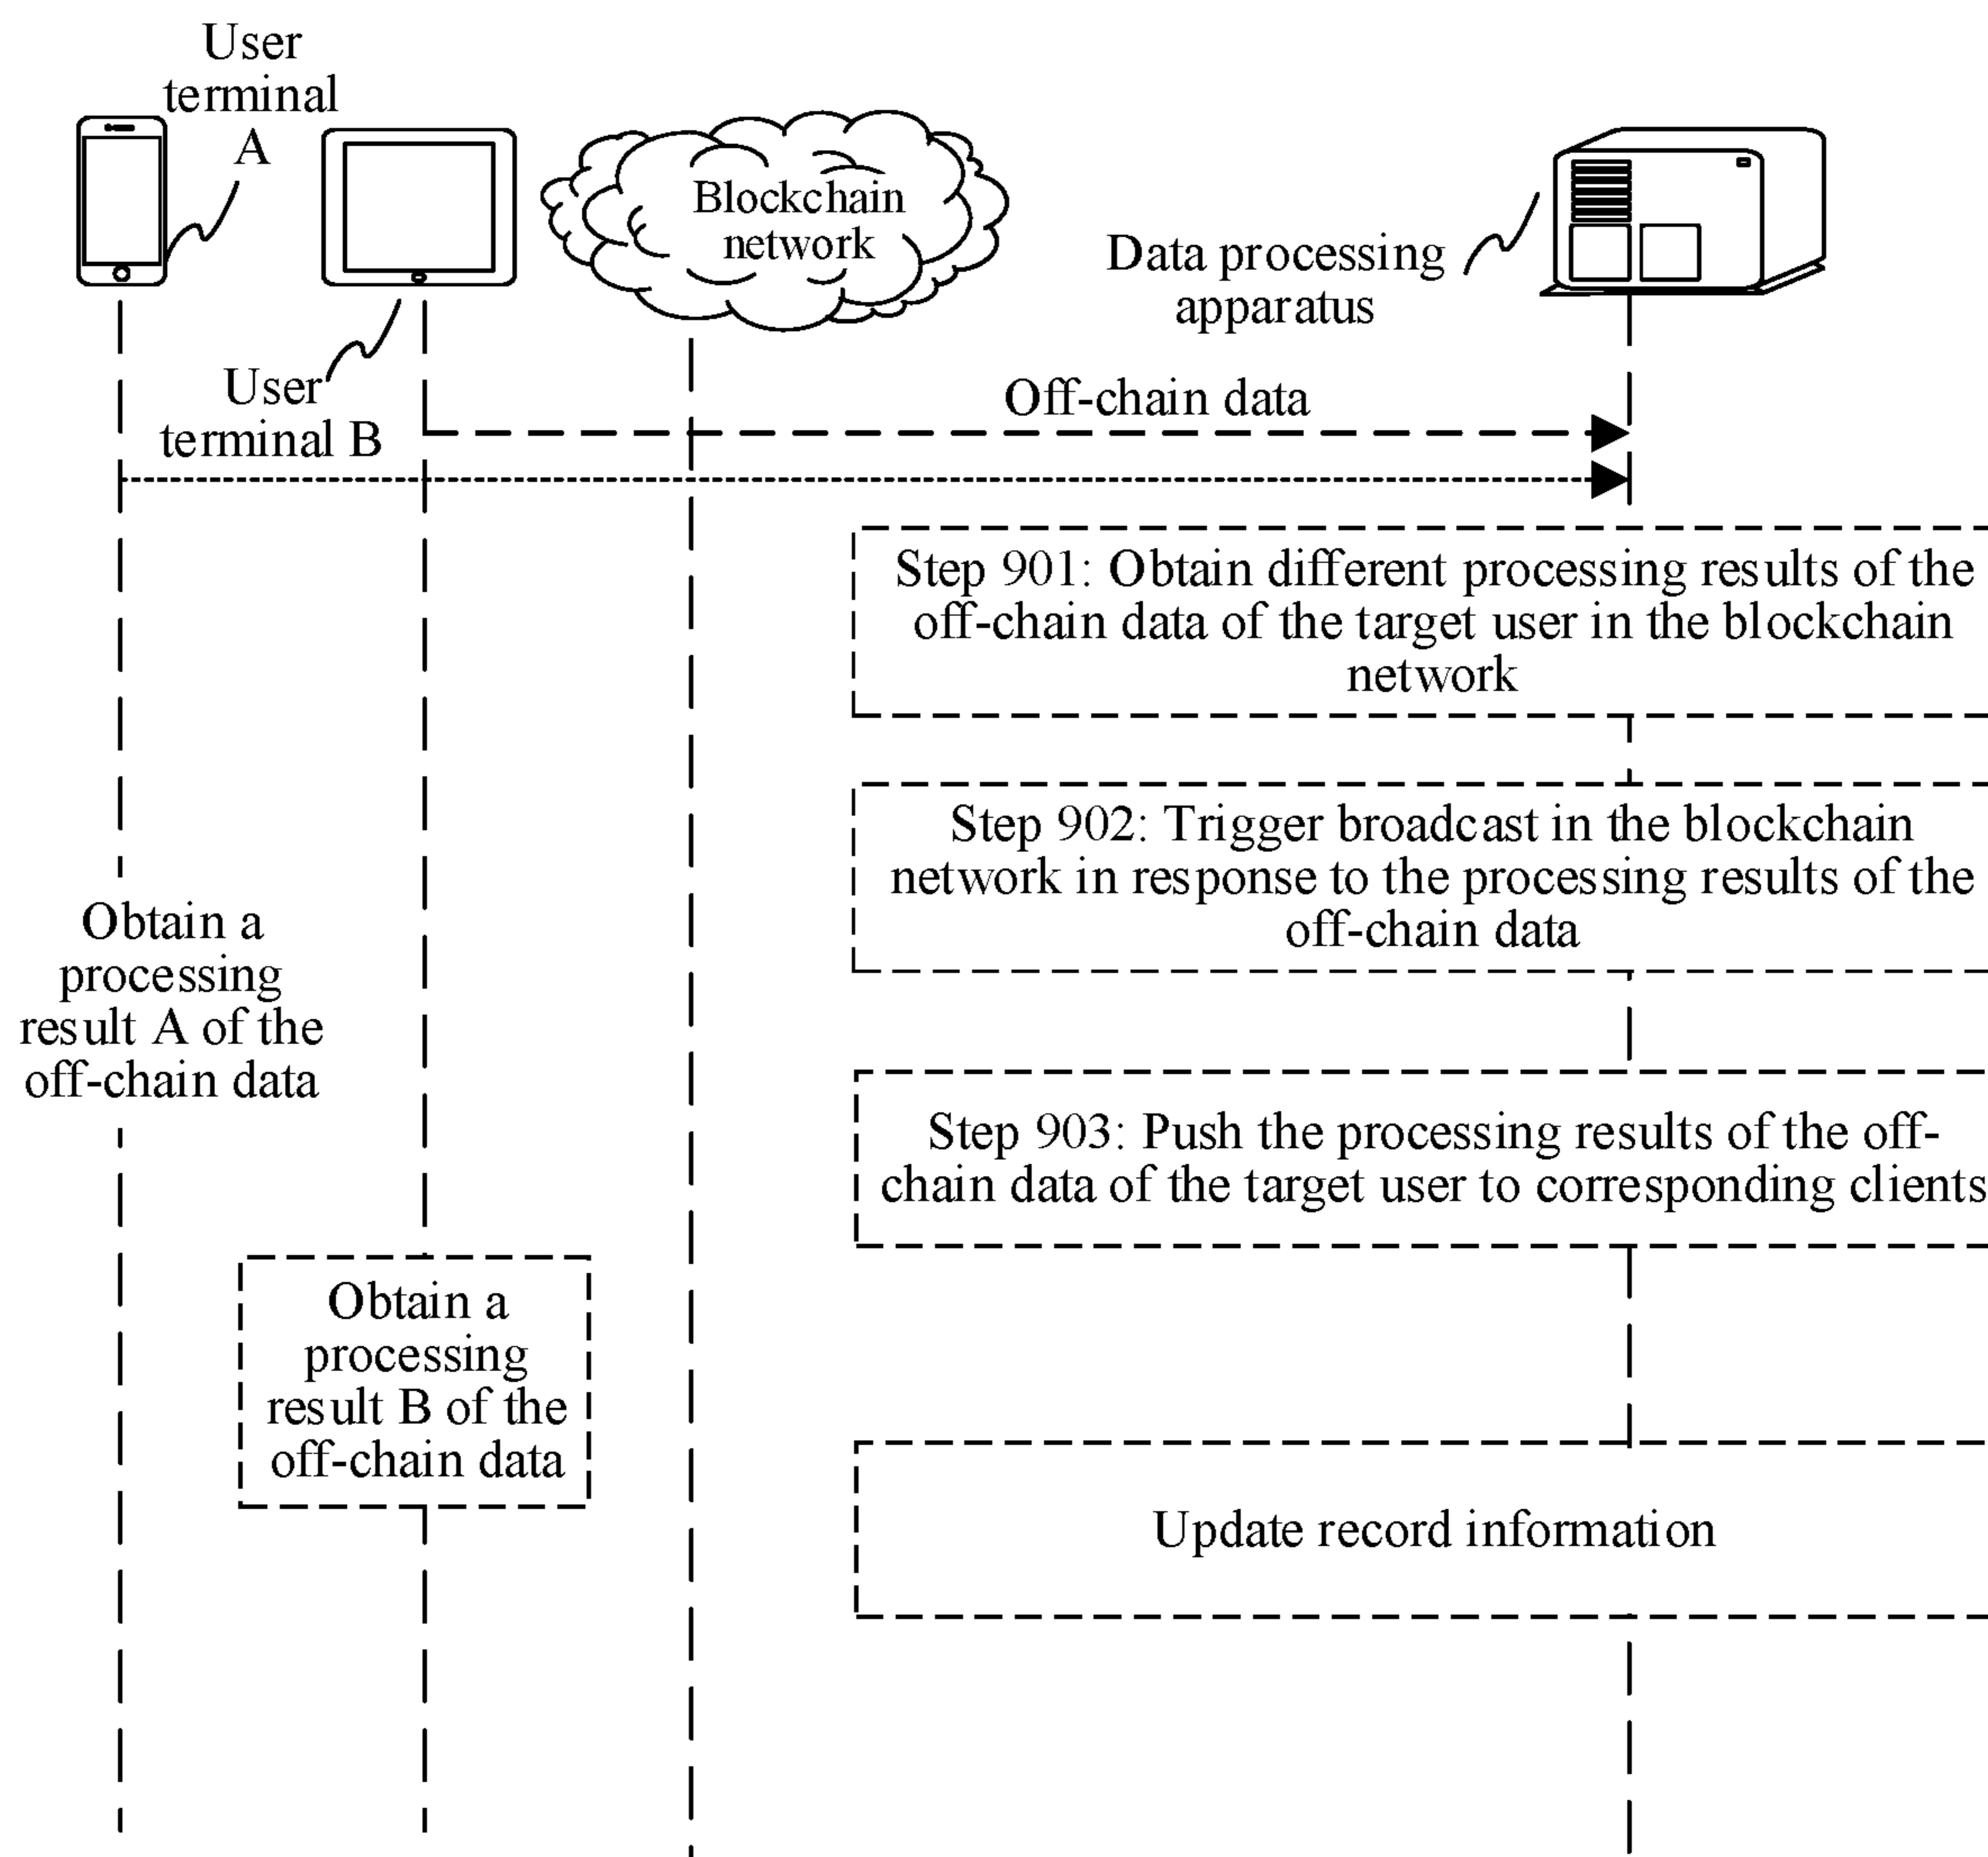 User
terminal
A
Blockchain
network
Data processing
apparatus
User
terminal B
Off-chain data
Step 901: Obtain different processing results of the
off-chain data of the target user in the blockchain
network
Step 902: Trigger broadcast in the blockchain
network in response to the processing results of the
off-chain data
Obtain a
processing
result A of the
off-chain data
Step 903: Push the processing results of the off-
chain data of the target user to corresponding clients
Obtain a
processing
result B of the
off-chain data
Update record information